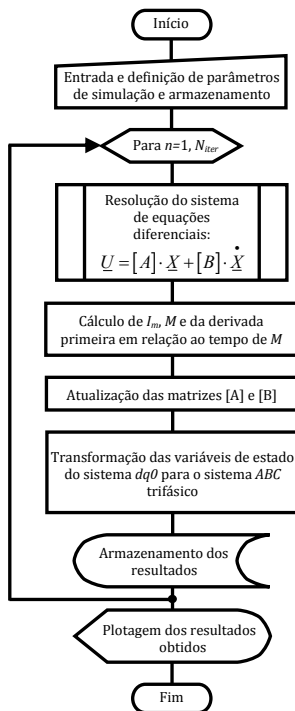 Início
Entrada e definição de parâmetros
de simulação e armazenamento
Para n=1, N_iter
Resolução do sistema
de equações
diferenciais:
U = [A] · X + [B] · Ẋ
Cálculo de I_m, M e da derivada
primeira em relação ao tempo de M
Atualização das matrizes [A] e [B]
Transformação das variáveis de estado
do sistema dq0 para o sistema ABC
trifásico
Armazenamento dos
resultados
Plotagem dos resultados
obtidos
Fim